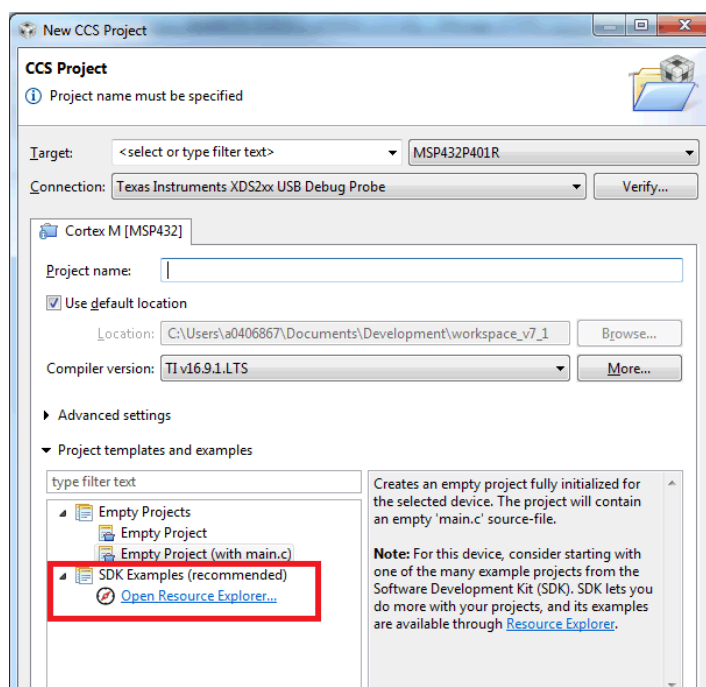 New CCS Project
CCS Project
Project name must be specified
Target: <select or type filter text> MSP432P401R
Connection: Texas Instruments XDS2xx USB Debug Probe Verify...
Cortex M [MSP432]
Project name:
Use default location
Location: C:\Users\a0406867\Documents\Development\workspace_v7_1 Browse...
Compiler version: TI v16.9.1.LTS More...
Advanced settings
Project templates and examples
type filter text
Empty Projects
Empty Project
Empty Project (with main.c)
SDK Examples (recommended)
Open Resource Explorer...
Creates an empty project fully initialized for
the selected device. The project will contain
an empty 'main.c' source-file.
Note: For this device, consider starting with
one of the many example projects from the
Software Development Kit (SDK). SDK lets you
do more with your projects, and its examples
are available through Resource Explorer.